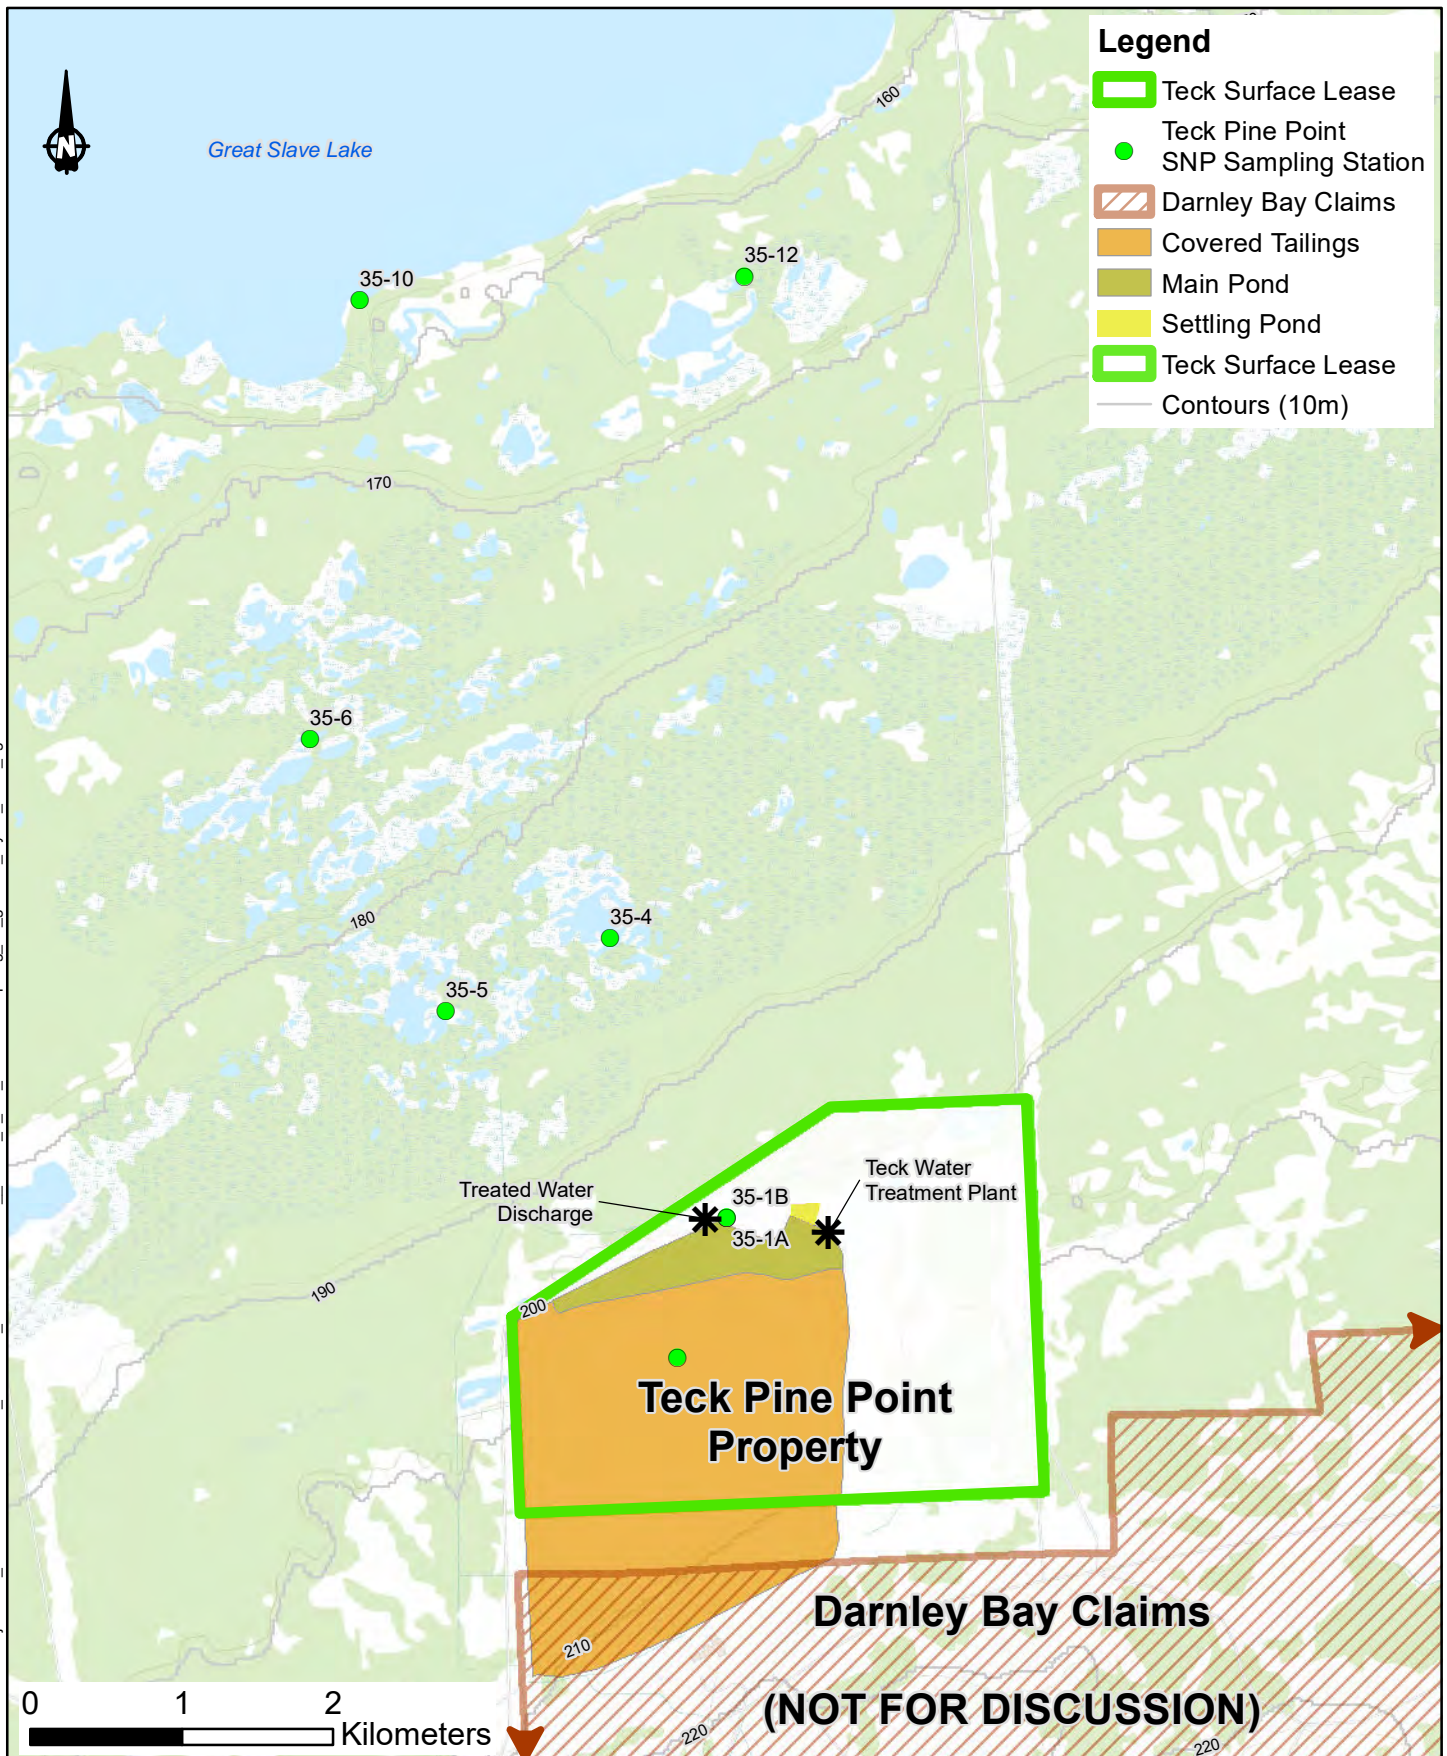 Legend
Teck Surface Lease
Teck Pine Point
SNP Sampling Station
Darnley Bay Claims
Covered Tailings
Main Pond
Settling Pond
Teck Surface Lease
Contours (10m)
N
Great Slave Lake
160
35-12
35-10
170
35-6
180
35-4
35-5
Teck Water
Treatment Plant
Treated Water
Discharge
35-1B
35-1A
190
200
Teck Pine Point
Property
Darnley Bay Claims
210
(NOT FOR DISCUSSION)
220
220
0 1 2
Kilometers